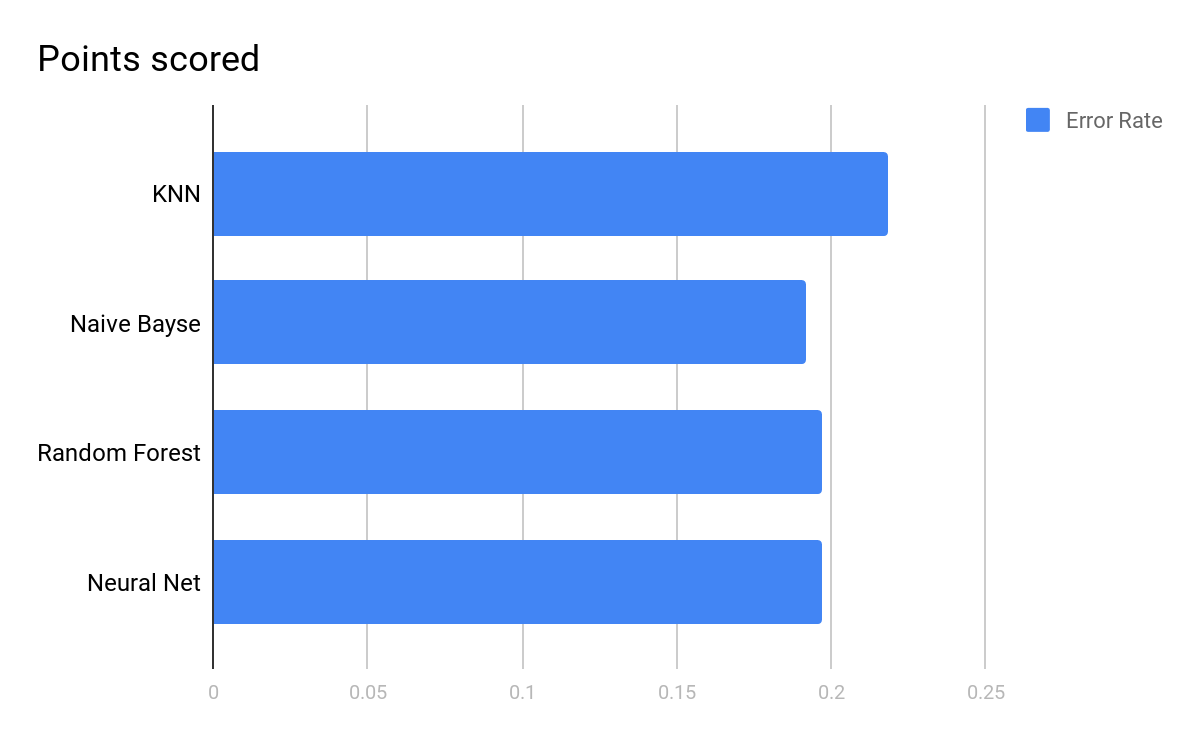 Points scored
Error Rate
KNN
Naive Bayse
Random Forest
Neural Net
0 0.05 0.1 0.15 0.2 0.25